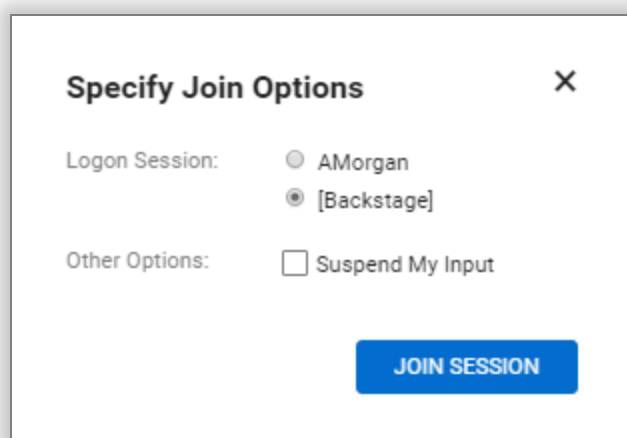 Specify Join Options
Logon Session:
AMorgan
[Backstage]
Other Options:
Suspend My Input
JOIN SESSION